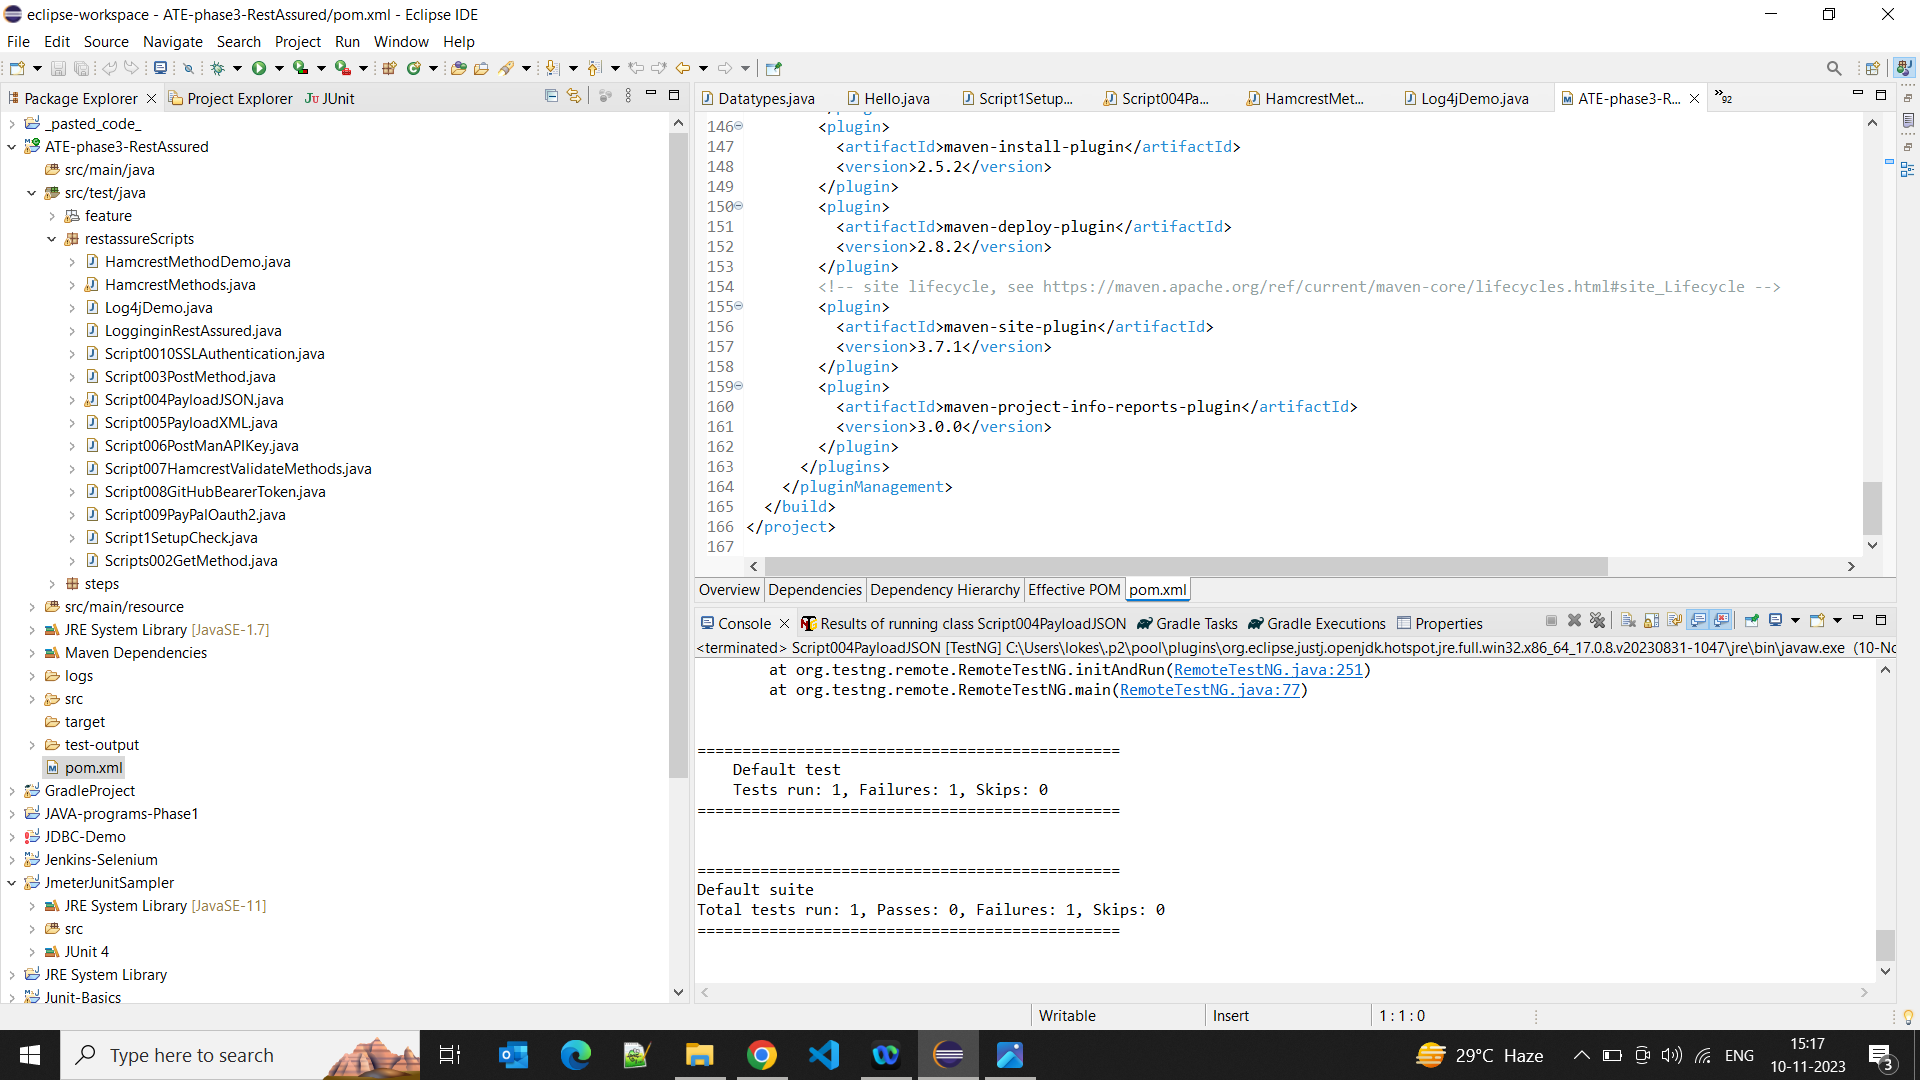 eclipse-workspace - ATE-phase3-RestAssured/pom.xml - Eclipse IDE
File Edit Source Navigate Search Project Run Window Help
Package Explorer
Project Explorer
JUnit
_pasted_code_
ATE-phase3-RestAssured
src/main/java
src/test/java
feature
restassureScripts
HamcrestMethodDemo.java
HamcrestMethods.java
Log4jDemo.java
LogginginRestAssured.java
Script0010SSLAuthentication.java
Script003PostMethod.java
Script004PayloadJSON.java
Script005PayloadXML.java
Script006PostManAPIKey.java
Script007HamcrestValidateMethods.java
Script008GitHubBearerToken.java
Script009PayPalOauth2.java
Script1SetupCheck.java
Scripts002GetMethod.java
steps
src/main/resource
JRE System Library [JavaSE-1.7]
Maven Dependencies
logs
src
target
test-output
pom.xml
GradleProject
JAVA-programs-Phase1
JDBC-Demo
Jenkins-Selenium
JmeterJunitSampler
JRE System Library [JavaSE-11]
src
JUnit 4
JRE System Library
Junit-Basics
Datatypes.java
Hello.java
Script1Setup...
Script004Pa...
HamcrestMet...
Log4jDemo.java
ATE-phase3-R...
»92
146 <plugin>
147 <artifactId>maven-install-plugin</artifactId>
148 <version>2.5.2</version>
149 </plugin>
150 <plugin>
151 <artifactId>maven-deploy-plugin</artifactId>
152 <version>2.8.2</version>
153 </plugin>
154 <!-- site lifecycle, see https://maven.apache.org/ref/current/maven-core/lifecycles.html#site_Lifecycle -->
155 <plugin>
156 <artifactId>maven-site-plugin</artifactId>
157 <version>3.7.1</version>
158 </plugin>
159 <plugin>
160 <artifactId>maven-project-info-reports-plugin</artifactId>
161 <version>3.0.0</version>
162 </plugin>
163 </plugins>
164 </pluginManagement>
165 </build>
166 </project>
167
Overview Dependencies Dependency Hierarchy Effective POM pom.xml
Console
Results of running class Script004PayloadJSON
Gradle Tasks
Gradle Executions
Properties
<terminated> Script004PayloadJSON [TestNG] C:\Users\lokes\.p2\pool\plugins\org.eclipse.justj.openjdk.hotspot.jre.full.win32.x86_64_17.0.8.v20230831-1047\jre\bin\javaw.exe (10-No
at org.testng.remote.RemoteTestNG.initAndRun(RemoteTestNG.java:251)
at org.testng.remote.RemoteTestNG.main(RemoteTestNG.java:77)
===============================================
Default test
Tests run: 1, Failures: 1, Skips: 0
===============================================
===============================================
Default suite
Total tests run: 1, Passes: 0, Failures: 1, Skips: 0
===============================================
Writable
Insert
1 : 1 : 0
Type here to search
29°C Haze
ENG
15:17
10-11-2023
3